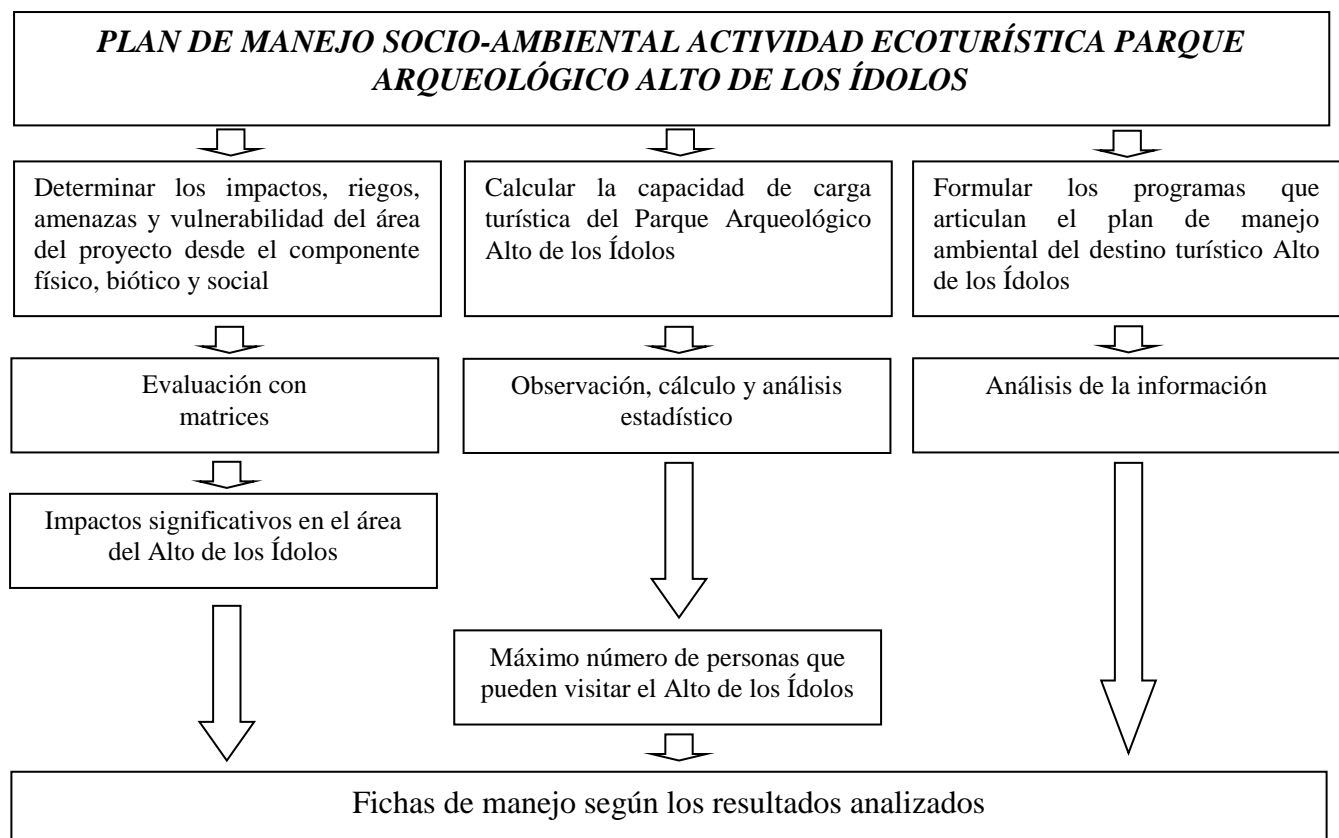 PLAN DE MANEJO SOCIO-AMBIENTAL ACTIVIDAD ECOTURÍSTICA PARQUE
ARQUEOLÓGICO ALTO DE LOS ÍDOLOS
Determinar los impactos, riegos,
amenazas y vulnerabilidad del área
del proyecto desde el componente
físico, biótico y social
Calcular la capacidad de carga
turística del Parque Arqueológico
Alto de los Ídolos
Formular los programas que
articulan el plan de manejo
ambiental del destino turístico Alto
de los Ídolos
Evaluación con
matrices
Observación, cálculo y análisis
estadístico
Análisis de la información
Impactos significativos en el área
del Alto de los Ídolos
Máximo número de personas que
pueden visitar el Alto de los Ídolos
Fichas de manejo según los resultados analizados